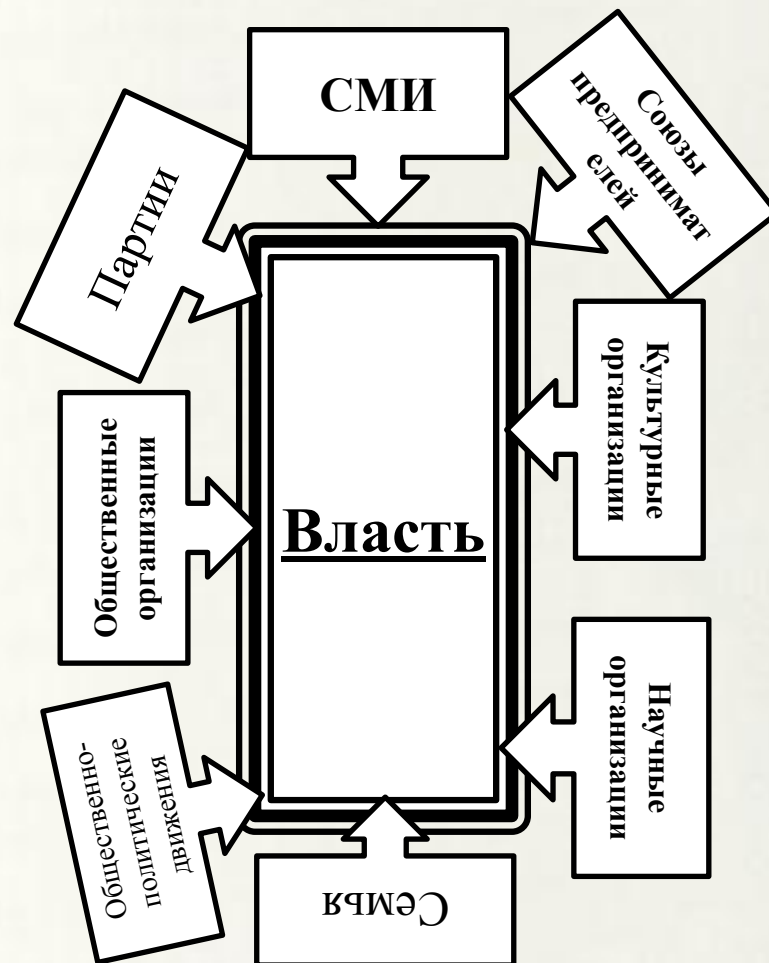 СМИ
Союзы
предпринимат
елей
Партии
Культурные
организации
Общественные
организации
Власть
Научные
организации
Общественно-
политические
движения
Семья